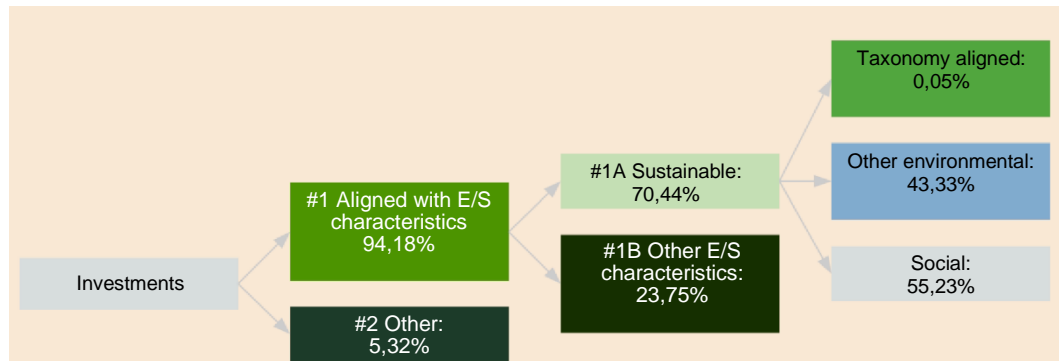 Investments
#1 Aligned with E/S
characteristics
94,18%
#2 Other:
5,32%
#1A Sustainable:
70,44%
#1B Other E/S
characteristics:
23,75%
Taxonomy aligned:
0,05%
Other environmental:
43,33%
Social:
55,23%